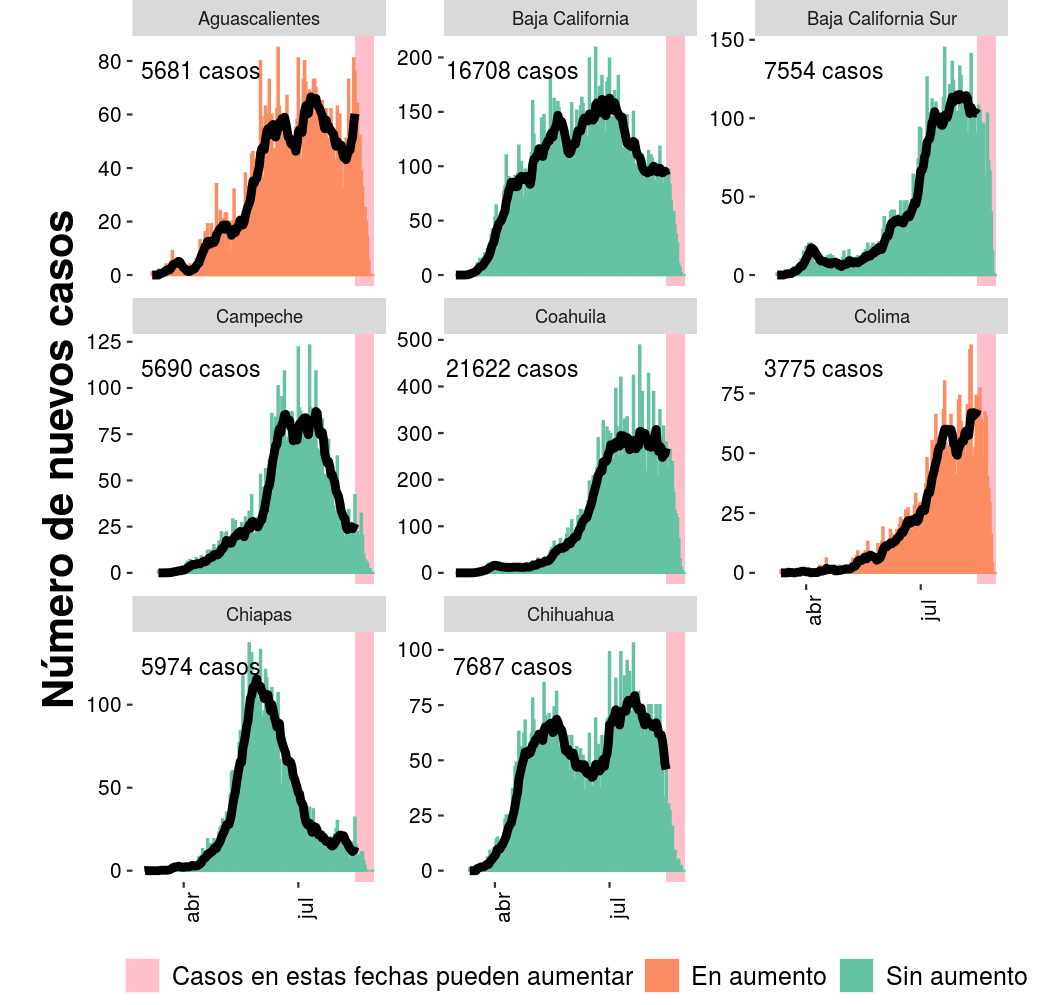 Número de nuevos casos
Aguascalientes
Baja California
Baja California Sur
80
60
40
20
0
5681 casos
200
150
100
50
0
16708 casos
150
100
50
0
7554 casos
Campeche
Coahuila
Colima
125
100
75
50
25
0
5690 casos
500
400
300
200
100
0
21622 casos
75
50
25
0
3775 casos
abr
jul
Chiapas
Chihuahua
100
50
0
5974 casos
abr
jul
100
75
50
25
0
7687 casos
abr
jul
Casos en estas fechas pueden aumentar
En aumento
Sin aumento